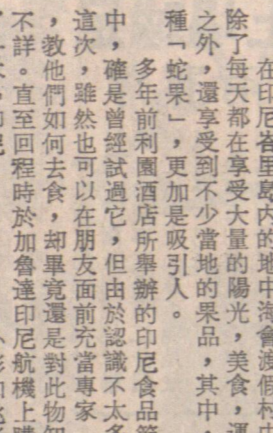 在印尼峇里島內的地中海會渡假村
除了每天都在享受大量的陽光，美食，運
之外，還享受到不少當地的果品，其中，
種「蛇果」，更加是吸引人。
多年前利園酒店所舉辦的印尼食品節
中，確是曾經試過它，但由於認識不太多
這次，雖然也可以在朋友面前充當專家
，教他們如何去食，却畢竟還是對此物知
不詳。直至回程時於加魯達印尼航機上購